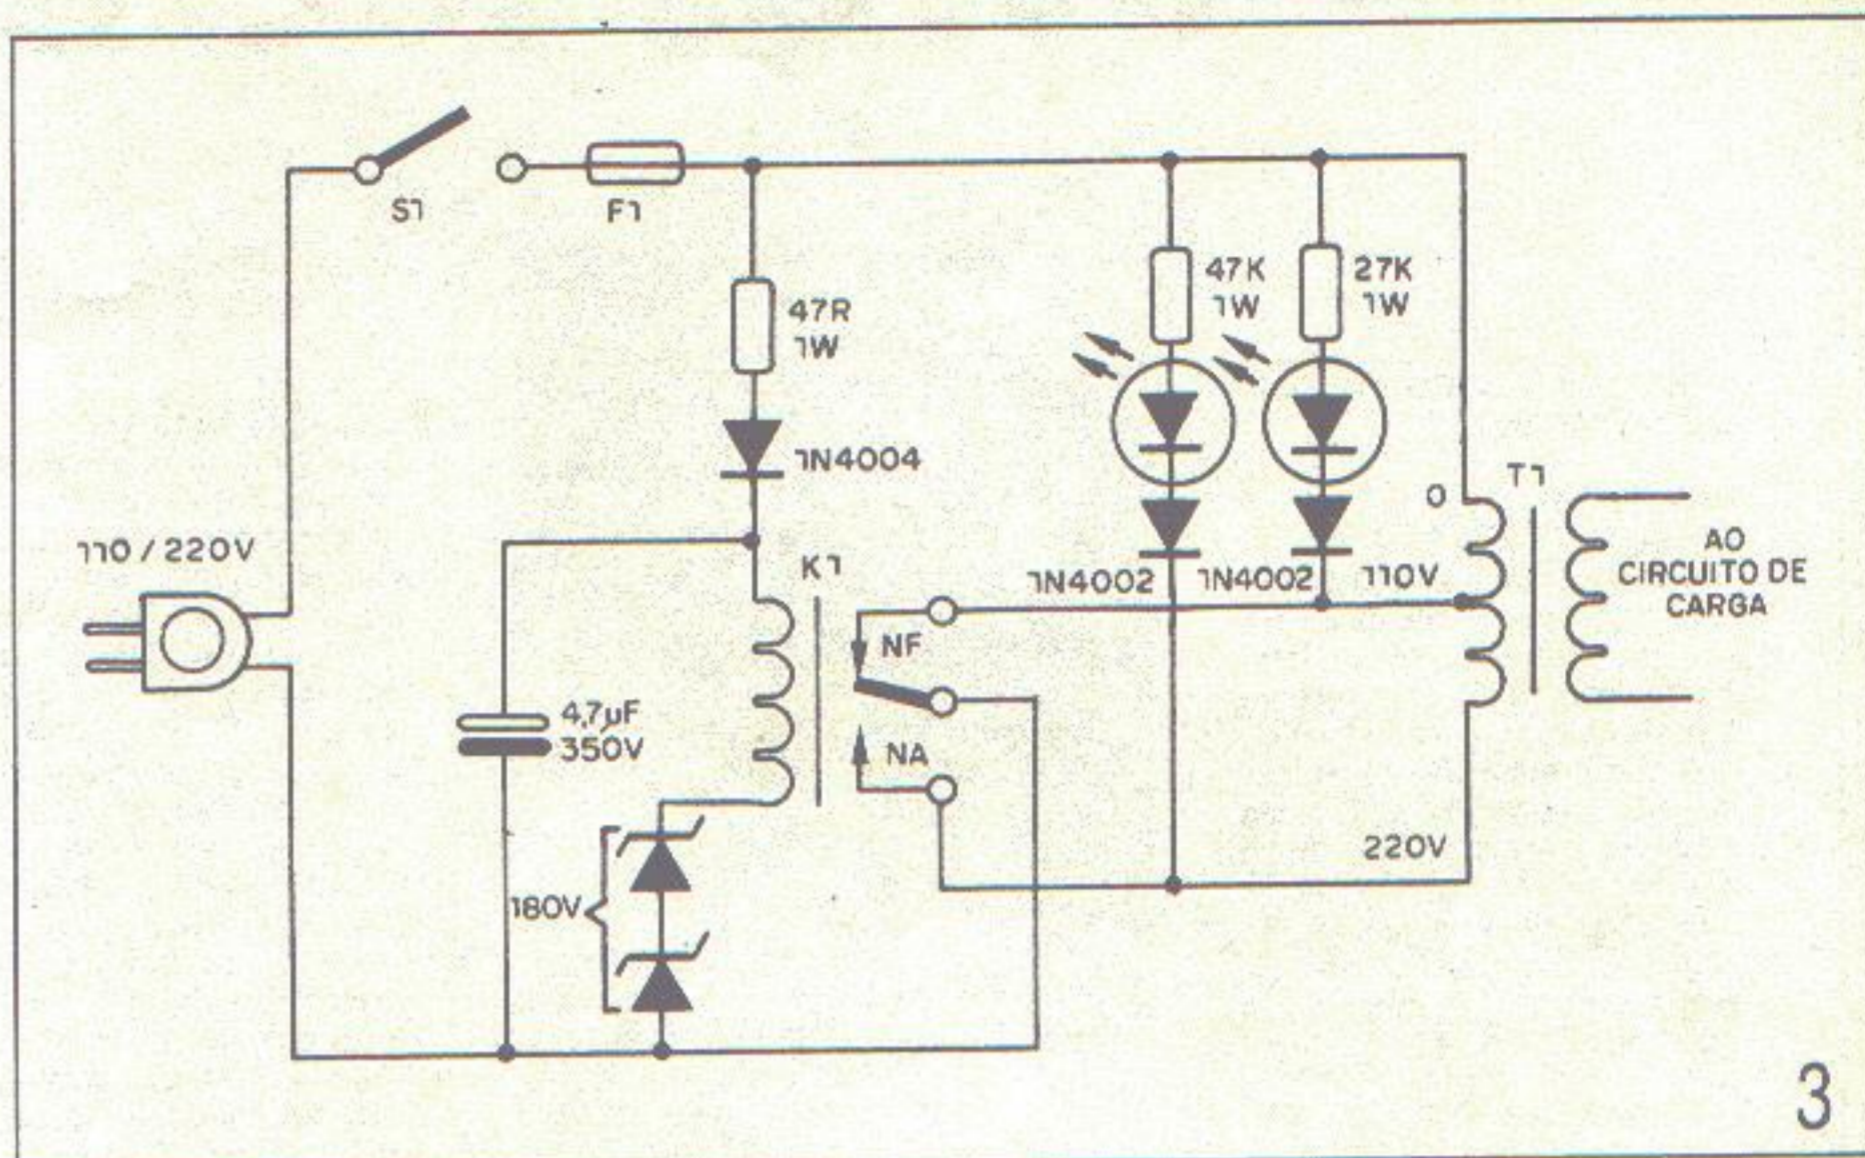 S1
F1
47R
1W
1N4004
47K
1W
27K
1W
T1
0
110 / 220V
K1
1N4002
1N4002
110V
AO
CIRCUITO DE
CARGA
NF
4,7µF
350V
NA
220V
180V
3